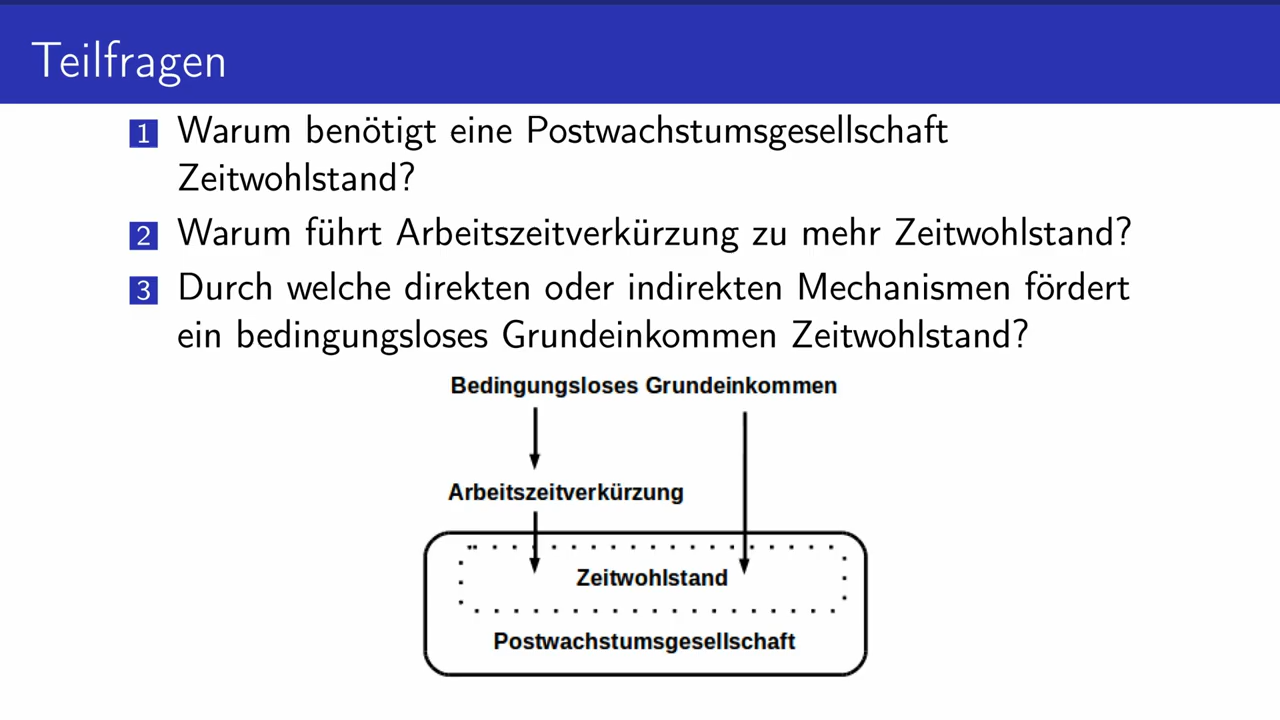 Teilfragen
1 Warum benötigt eine Postwachstumsgesellschaft
Zeitwohlstand?
2 Warum führt Arbeitszeitverkürzung zu mehr Zeitwohlstand?
3 Durch welche direkten oder indirekten Mechanismen fördert
ein bedingungsloses Grundeinkommen Zeitwohlstand?
Bedingungsloses Grundeinkommen
Arbeitszeitverkürzung
Zeitwohlstand
Postwachstumsgesellschaft